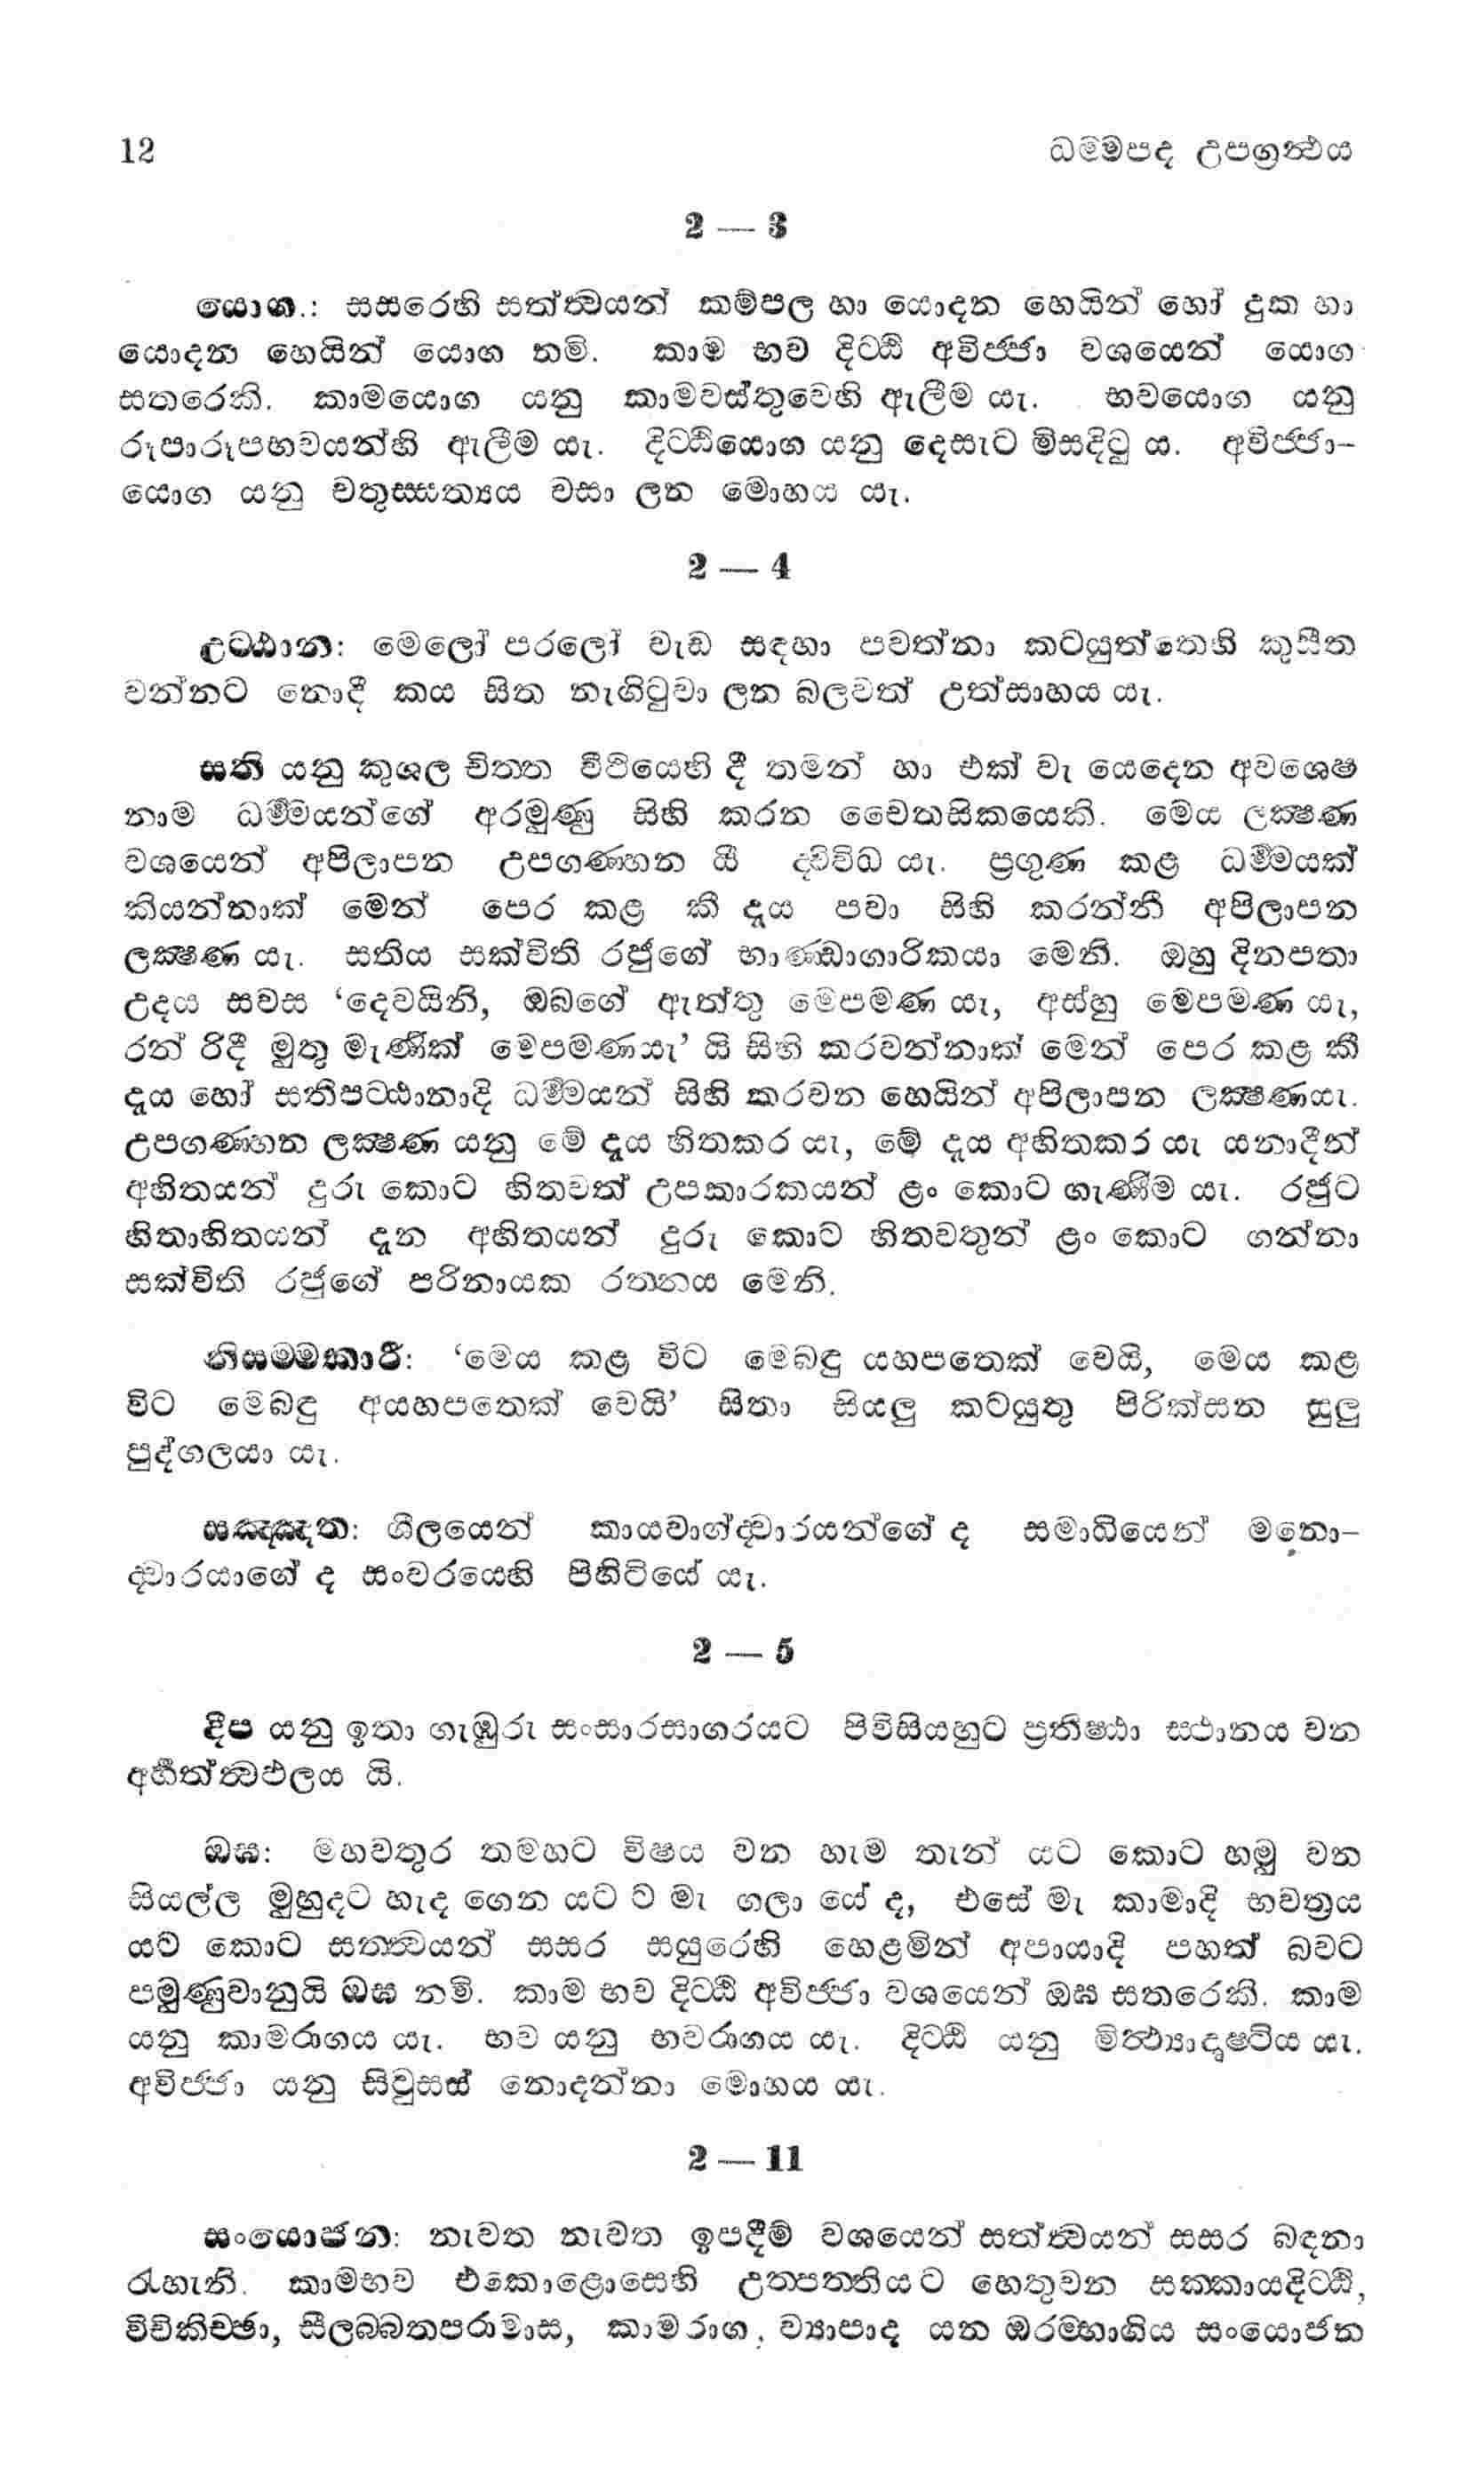 12 ධම්මපද උපග්‍රන්ථය
2 — 3
යොග.: සසරෙහි සත්ත්වයන් කම්පල හා යොදන හෙයින් හෝ දුක හා
යොදන හෙයින් යොග නමි. කාම භව දිට්ඨි අවිජ්ජා වශයෙන් යොග
සතරෙකි. කාමයොග යනු කාමවස්තුවෙහි ඇලීම යැ. භවයොග යනු
රූපාරූපභවයන්හි ඇලීම යැ. දිට්ඨියොග යනු දෙසැට මිසදිටු ය. අවිජ්ජා-
යොග යනු චතුස්සත්‍යය වසා ලන මොහය යැ.
2 — 4
උට්ඨාන: මෙලෝ පරලෝ වැඩ සඳහා පවත්නා කටයුත්තෙහි කුසීත
වන්නට නොදී කය සිත නැගිටුවා ලන බලවත් උත්සාහය යැ.
සති යනු කුශල චිත්ත වීථියෙහි දී තමන් හා එක් වැ යෙදෙන අවශෙෂ
නාම ධර්‍මයන්ගේ අරමුණු සිහි කරන චෛතසිකයෙකි. මෙය ලක්‍ෂණ
වශයෙන් අපිලාපන උපගණ්හන යී ද්විවිධ යැ. ප්‍රගුණ කළ ධර්‍මයක්
කියන්නාක් මෙන් පෙර කළ කී දෑය පවා සිහි කරන්නී අපිලාපන
ලක්‍ෂණ යැ. සතිය සක්විති රජුගේ භාණ්ඩාගාරිකයා මෙනි. ඔහු දිනපතා
උදය සවස ‘දෙවයිනි, ඔබගේ ඇත්තු මෙපමණ යැ, අස්හු මෙපමණ යැ,
රන් රිදී මුතු මැණික් මෙපමණයැ’ යි සිහි කරවන්නාක් මෙන් පෙර කළ කී
දෑය හෝ සතිපට්ඨානාදි ධර්‍මයන් සිහි කරවන හෙයින් අපිලාපන ලක්‍ෂණයැ.
උපගණ්හන ලක්‍ෂණ යනු මේ දෑය හිතකර යැ, මේ දෑය අහිතකර යැ යනාදීන්
අහිතයන් දුරැ කොට හිතවත් උපකාරකයන් ළං කොට ගැණීම යැ. රජුට
හිතාහිතයන් දැන අහිතයන් දුරු කොට හිතවතුන් ළං කොට ගන්නා
සක්විති රජුගේ පරිනායක රත්නය මෙනි.
නිසම්මකාරී: ‘මෙය කළ විට මෙබඳු යහපතෙක් වෙයි, මෙය කළ
විට මෙබඳු අයහපතෙක් වෙයි’ සිතා සියලු කටයුතු පිරික්සන සුලු
පුද්ගලයා යැ.
සඤ්ඤත: ශීලයෙන් කායවාග්ද්වාරයන්ගේ ද සමාධියෙන් මනො-
ද්වාරයාගේ ද සංවරයෙහි පිහිටියේ යැ.
2 — 5
දීප යනු ඉතා ගැඹුරු සංසාරසාගරයට පිවිසියහුට ප්‍රතිෂ්ඨා ස්ථානය වන
අර්‍හත්ත්වඵලය යි.
ඔඝ: මහවතුර තමහට විෂය වන හැම තැන් යට කොට හමු වන
සියල්ල මුහුදට හැද ගෙන යට ව මැ ගලා යේ ද, එසේ මැ කාමාදි භවත්‍රය
යට කොට සත්ත්වයන් සසර සයුරෙහි හෙළමින් අපායාදි පහත් බවට
පමුණුවානුයි ඔඝ නමි. කාම භව දිට්ඨි අවිජ්ජා වශයෙන් ඔඝ සතරෙකි. කාම
යනු කාමරාගය යැ. භව යනු භවරාගය යැ. දිට්ඨි යනු මිත්‍ථ්‍යාදෘෂ්ටිය යැ.
අවිජ්ජා යනු සිවුසස් නොදන්නා මොහය යැ.
2 — 11
සංයොජන: නැවත නැවත ඉපදීම් වශයෙන් සත්ත්වයන් සසර බඳනා
රැහැනි. කාමභව එකොළොසෙහි උත්පත්තියට හෙතුවන සක්කායදිට්ඨි,
විචිකිච්ඡා, සීලබ්බතපරාමාස, කාමරාග, ව්‍යාපාද යන ඔරම්භාගිය සංයොජන